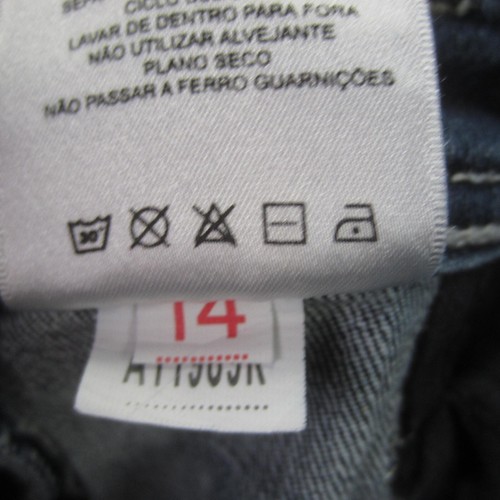 LAVAR DE DENTRO PARA FORA
NÃO UTILIZAR ALVEJANTE
PLANO SECO
NÃO PASSAR A FERRO GUARNIÇÕES
30°
14